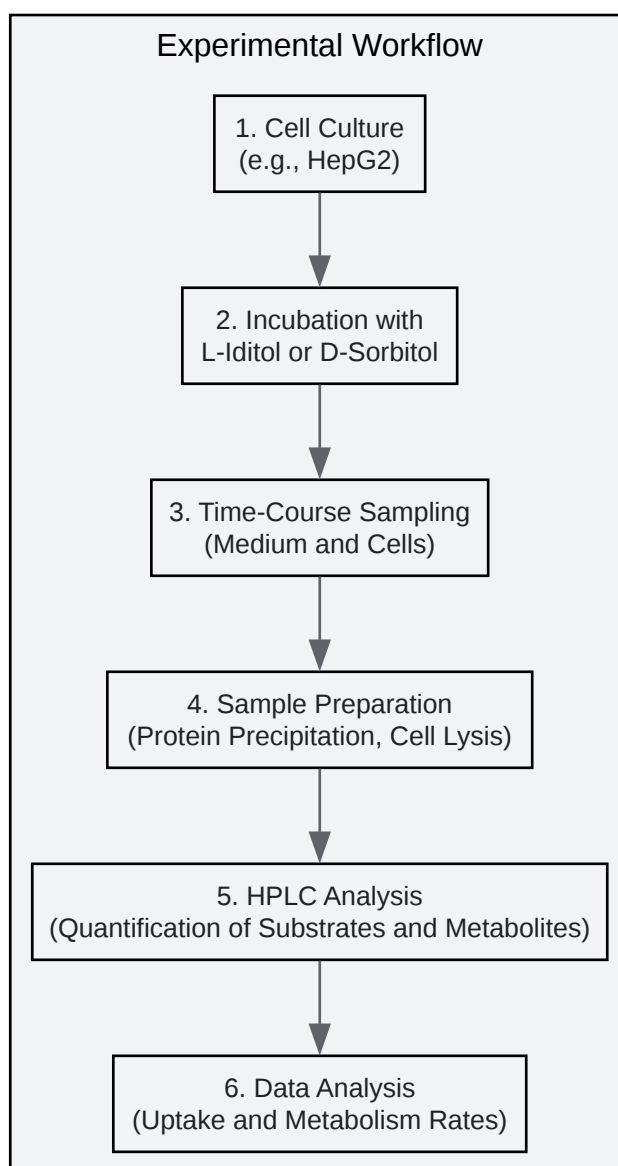 Experimental Workflow
1. Cell Culture
(e.g., HepG2)
2. Incubation with
L-Iditol or D-Sorbitol
3. Time-Course Sampling
(Medium and Cells)
4. Sample Preparation
(Protein Precipitation, Cell Lysis)
5. HPLC Analysis
(Quantification of Substrates and Metabolites)
6. Data Analysis
(Uptake and Metabolism Rates)